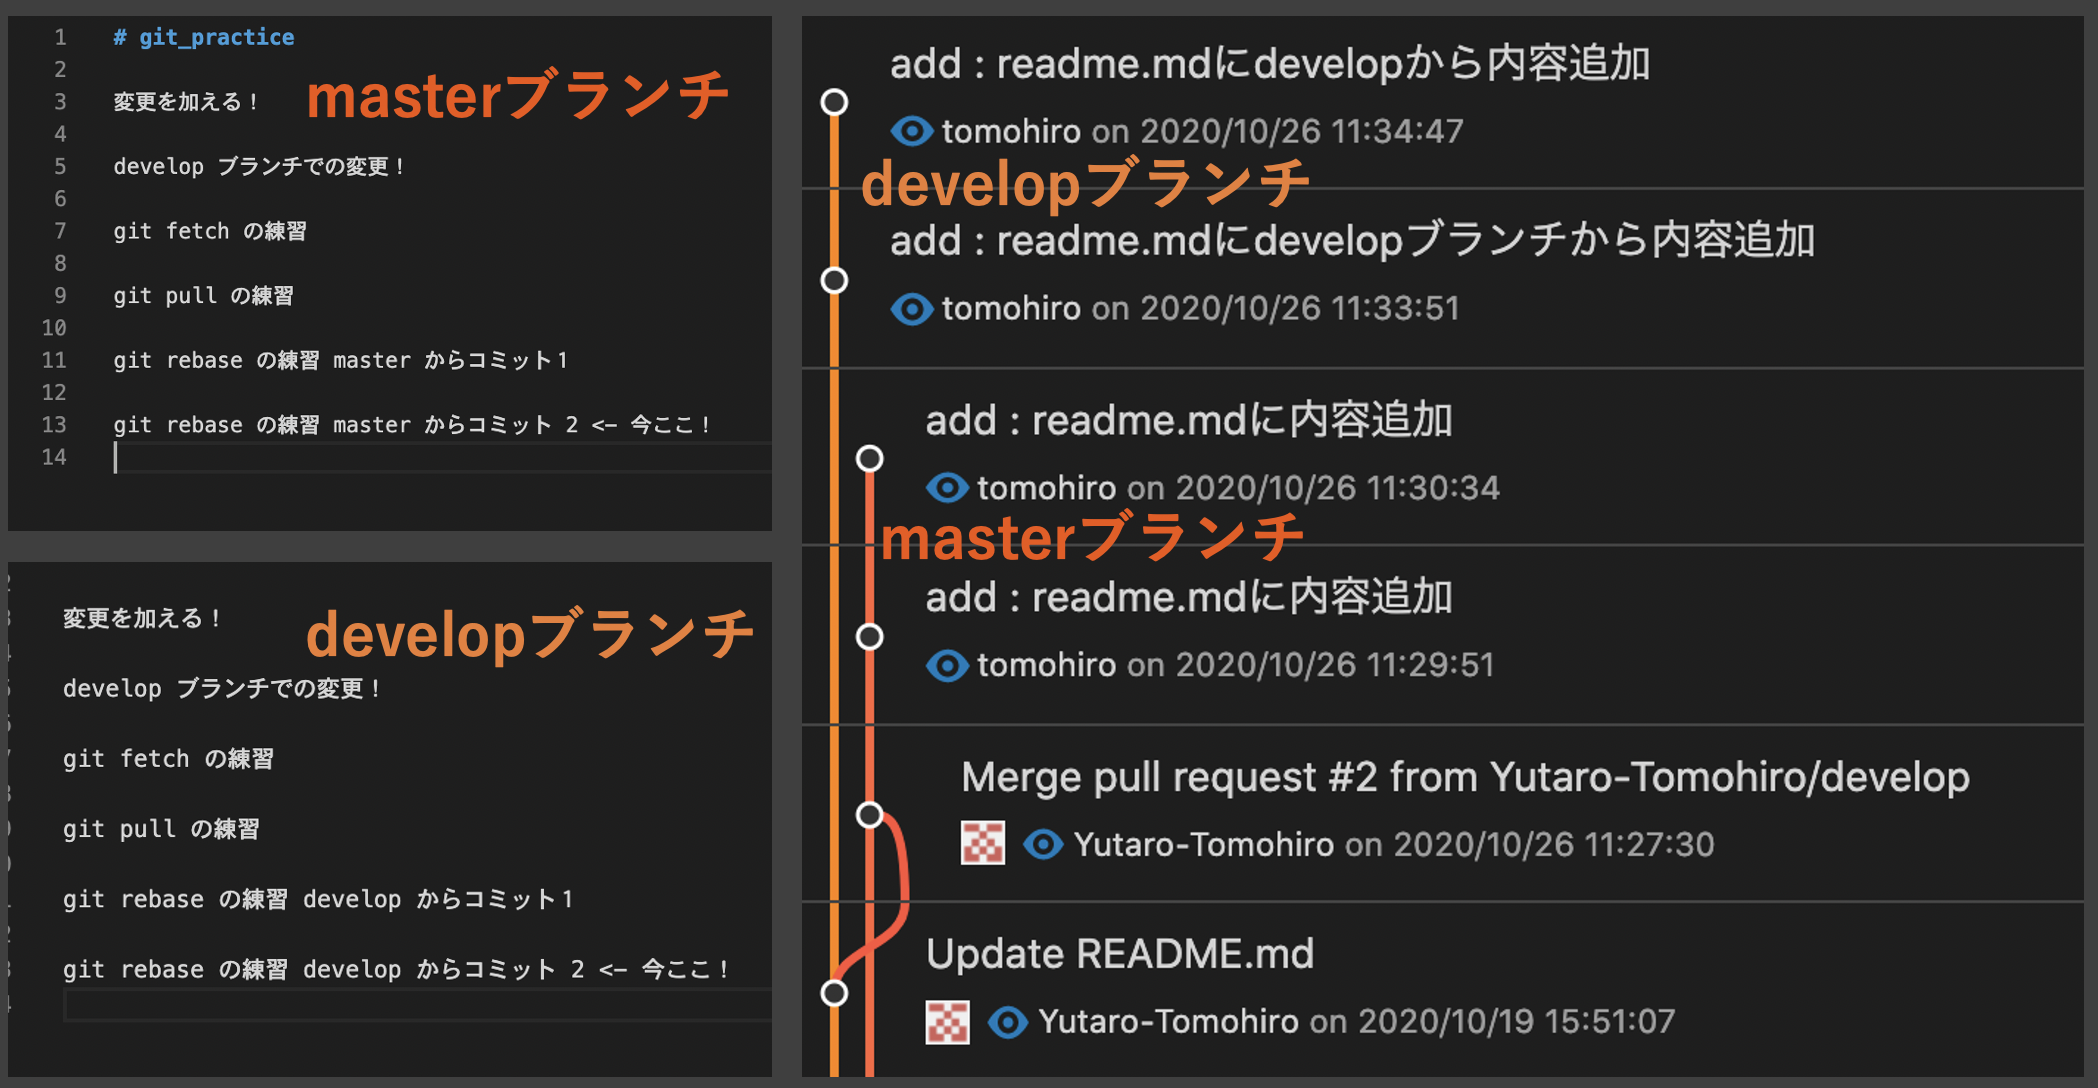 1 # git_practice
2
masterブランチ
3 変更を加える！
4
5 develop ブランチでの変更！
6
7 git fetch の練習
8
9 git pull の練習
10
11 git rebase の練習 master からコミット１
12
13 git rebase の練習 master からコミット 2 <- 今ここ！
14
変更を加える！
developブランチ
develop ブランチでの変更！
git fetch の練習
git pull の練習
git rebase の練習 develop からコミット１
git rebase の練習 develop からコミット 2 <- 今ここ！
add : readme.mdにdevelopから内容追加
tomohiro on 2020/10/26 11:34:47
developブランチ
add : readme.mdにdevelopブランチから内容追加
tomohiro on 2020/10/26 11:33:51
add : readme.mdに内容追加
tomohiro on 2020/10/26 11:30:34
masterブランチ
add : readme.mdに内容追加
tomohiro on 2020/10/26 11:29:51
Merge pull request #2 from Yutaro-Tomohiro/develop
Yutaro-Tomohiro on 2020/10/26 11:27:30
Update README.md
Yutaro-Tomohiro on 2020/10/19 15:51:07